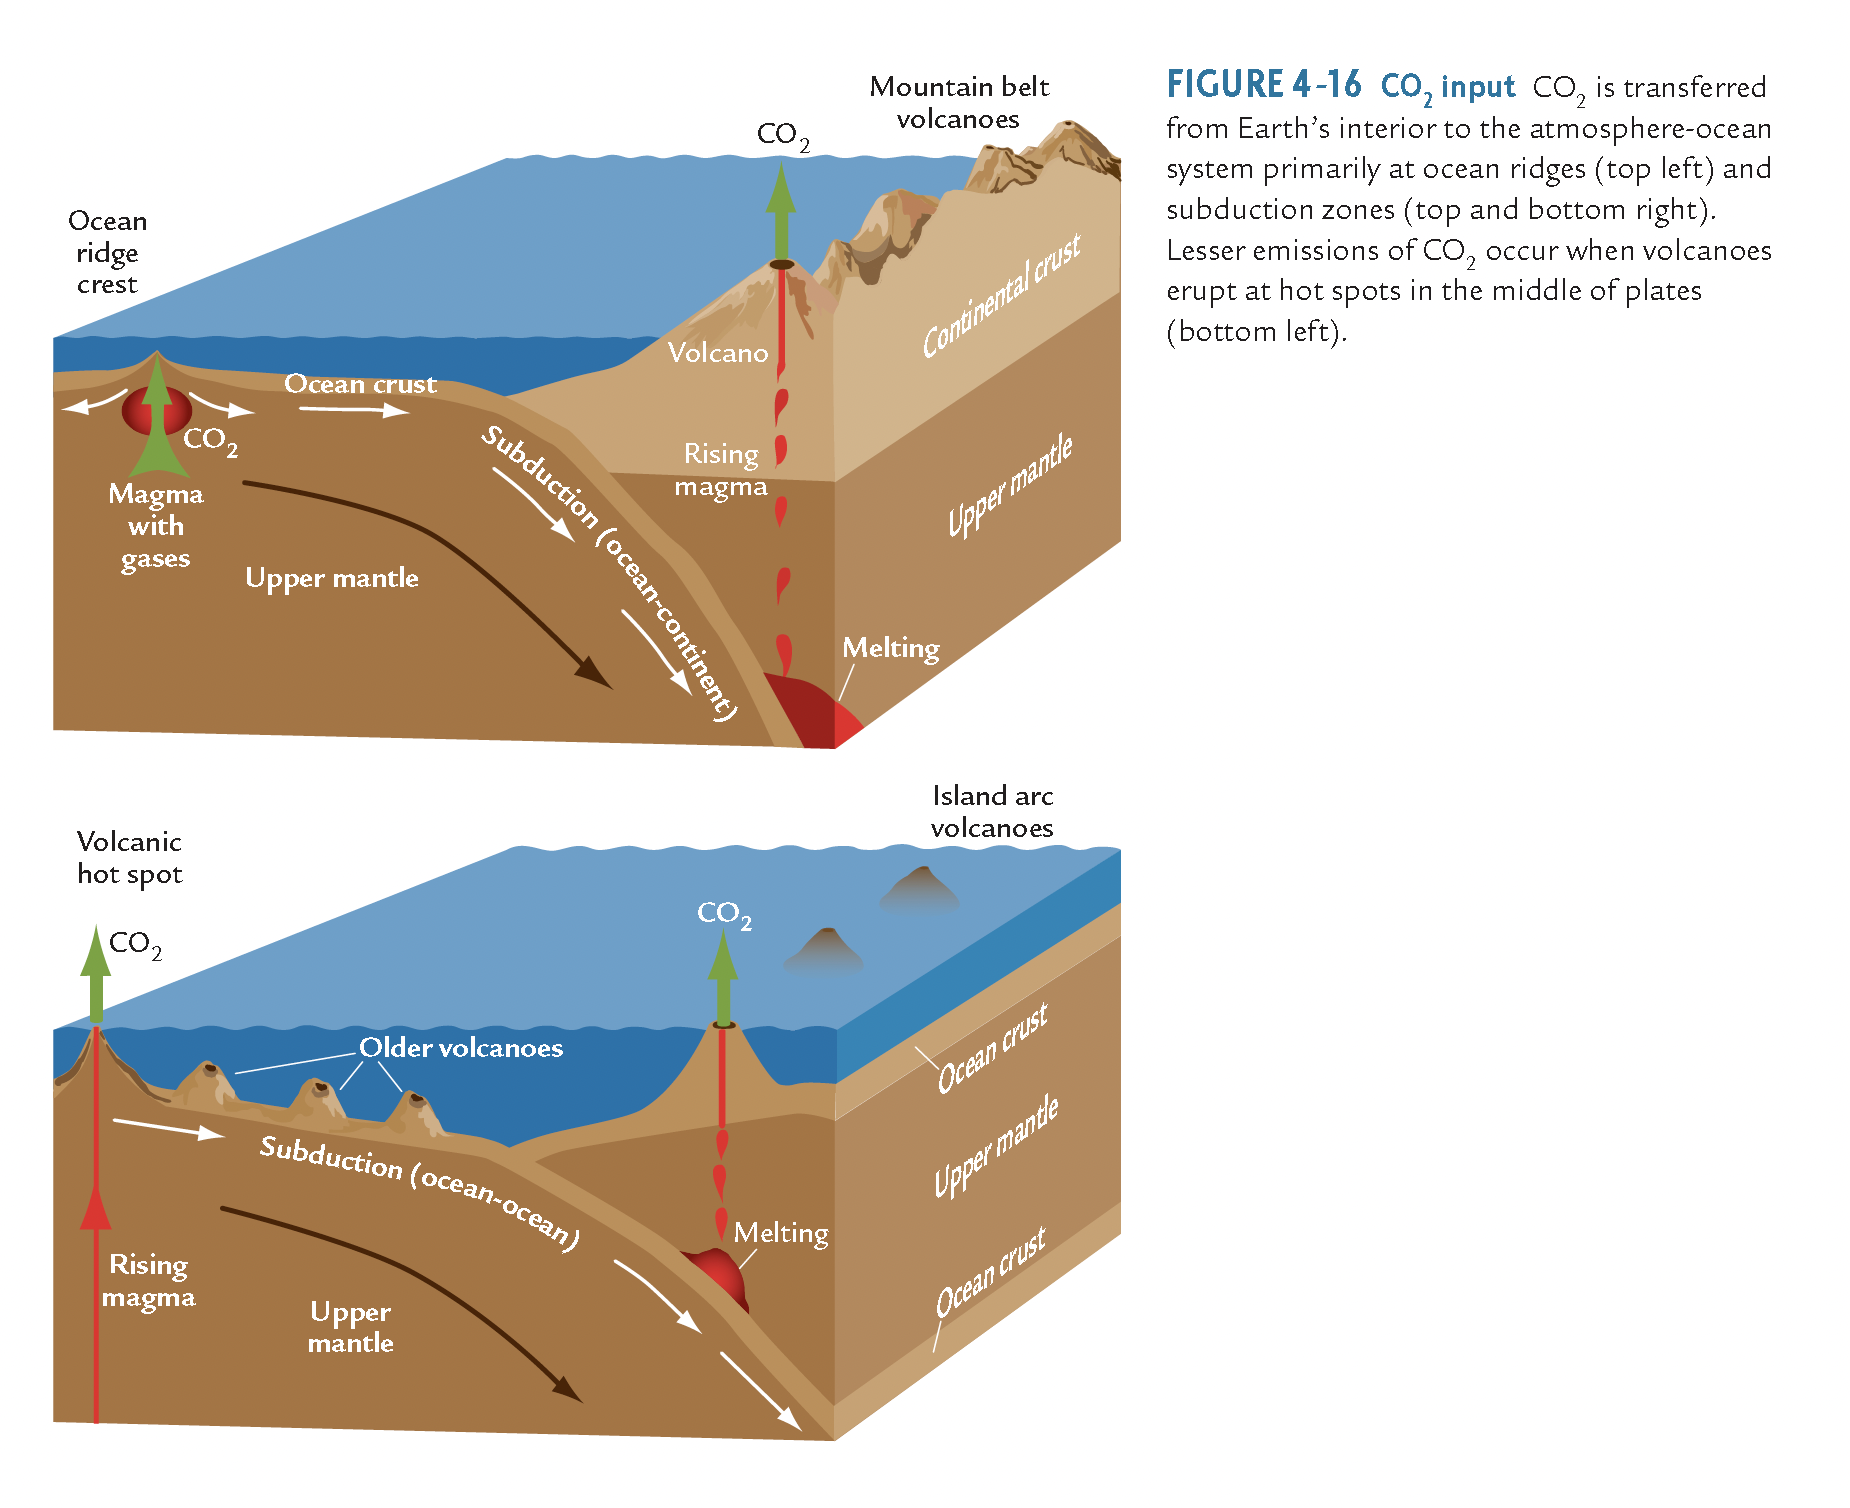 Mountain belt
volcanoes
CO₂
Ocean
ridge
crest
Volcano
Continental crust
Ocean crust
CO₂
Rising
magma
Subduction (ocean-continent)
Upper mantle
Magma
with
gases
Upper mantle
Melting
FIGURE 4-16 CO₂ input CO₂ is transferred
from Earth's interior to the atmosphere-ocean
system primarily at ocean ridges (top left) and
subduction zones (top and bottom right).
Lesser emissions of CO₂ occur when volcanoes
erupt at hot spots in the middle of plates
(bottom left).
Island arc
volcanoes
Volcanic
hot spot
CO₂
CO₂
Older volcanoes
Ocean crust
Subduction (ocean-ocean)
Upper mantle
Melting
Rising
magma
Upper
mantle
Ocean crust